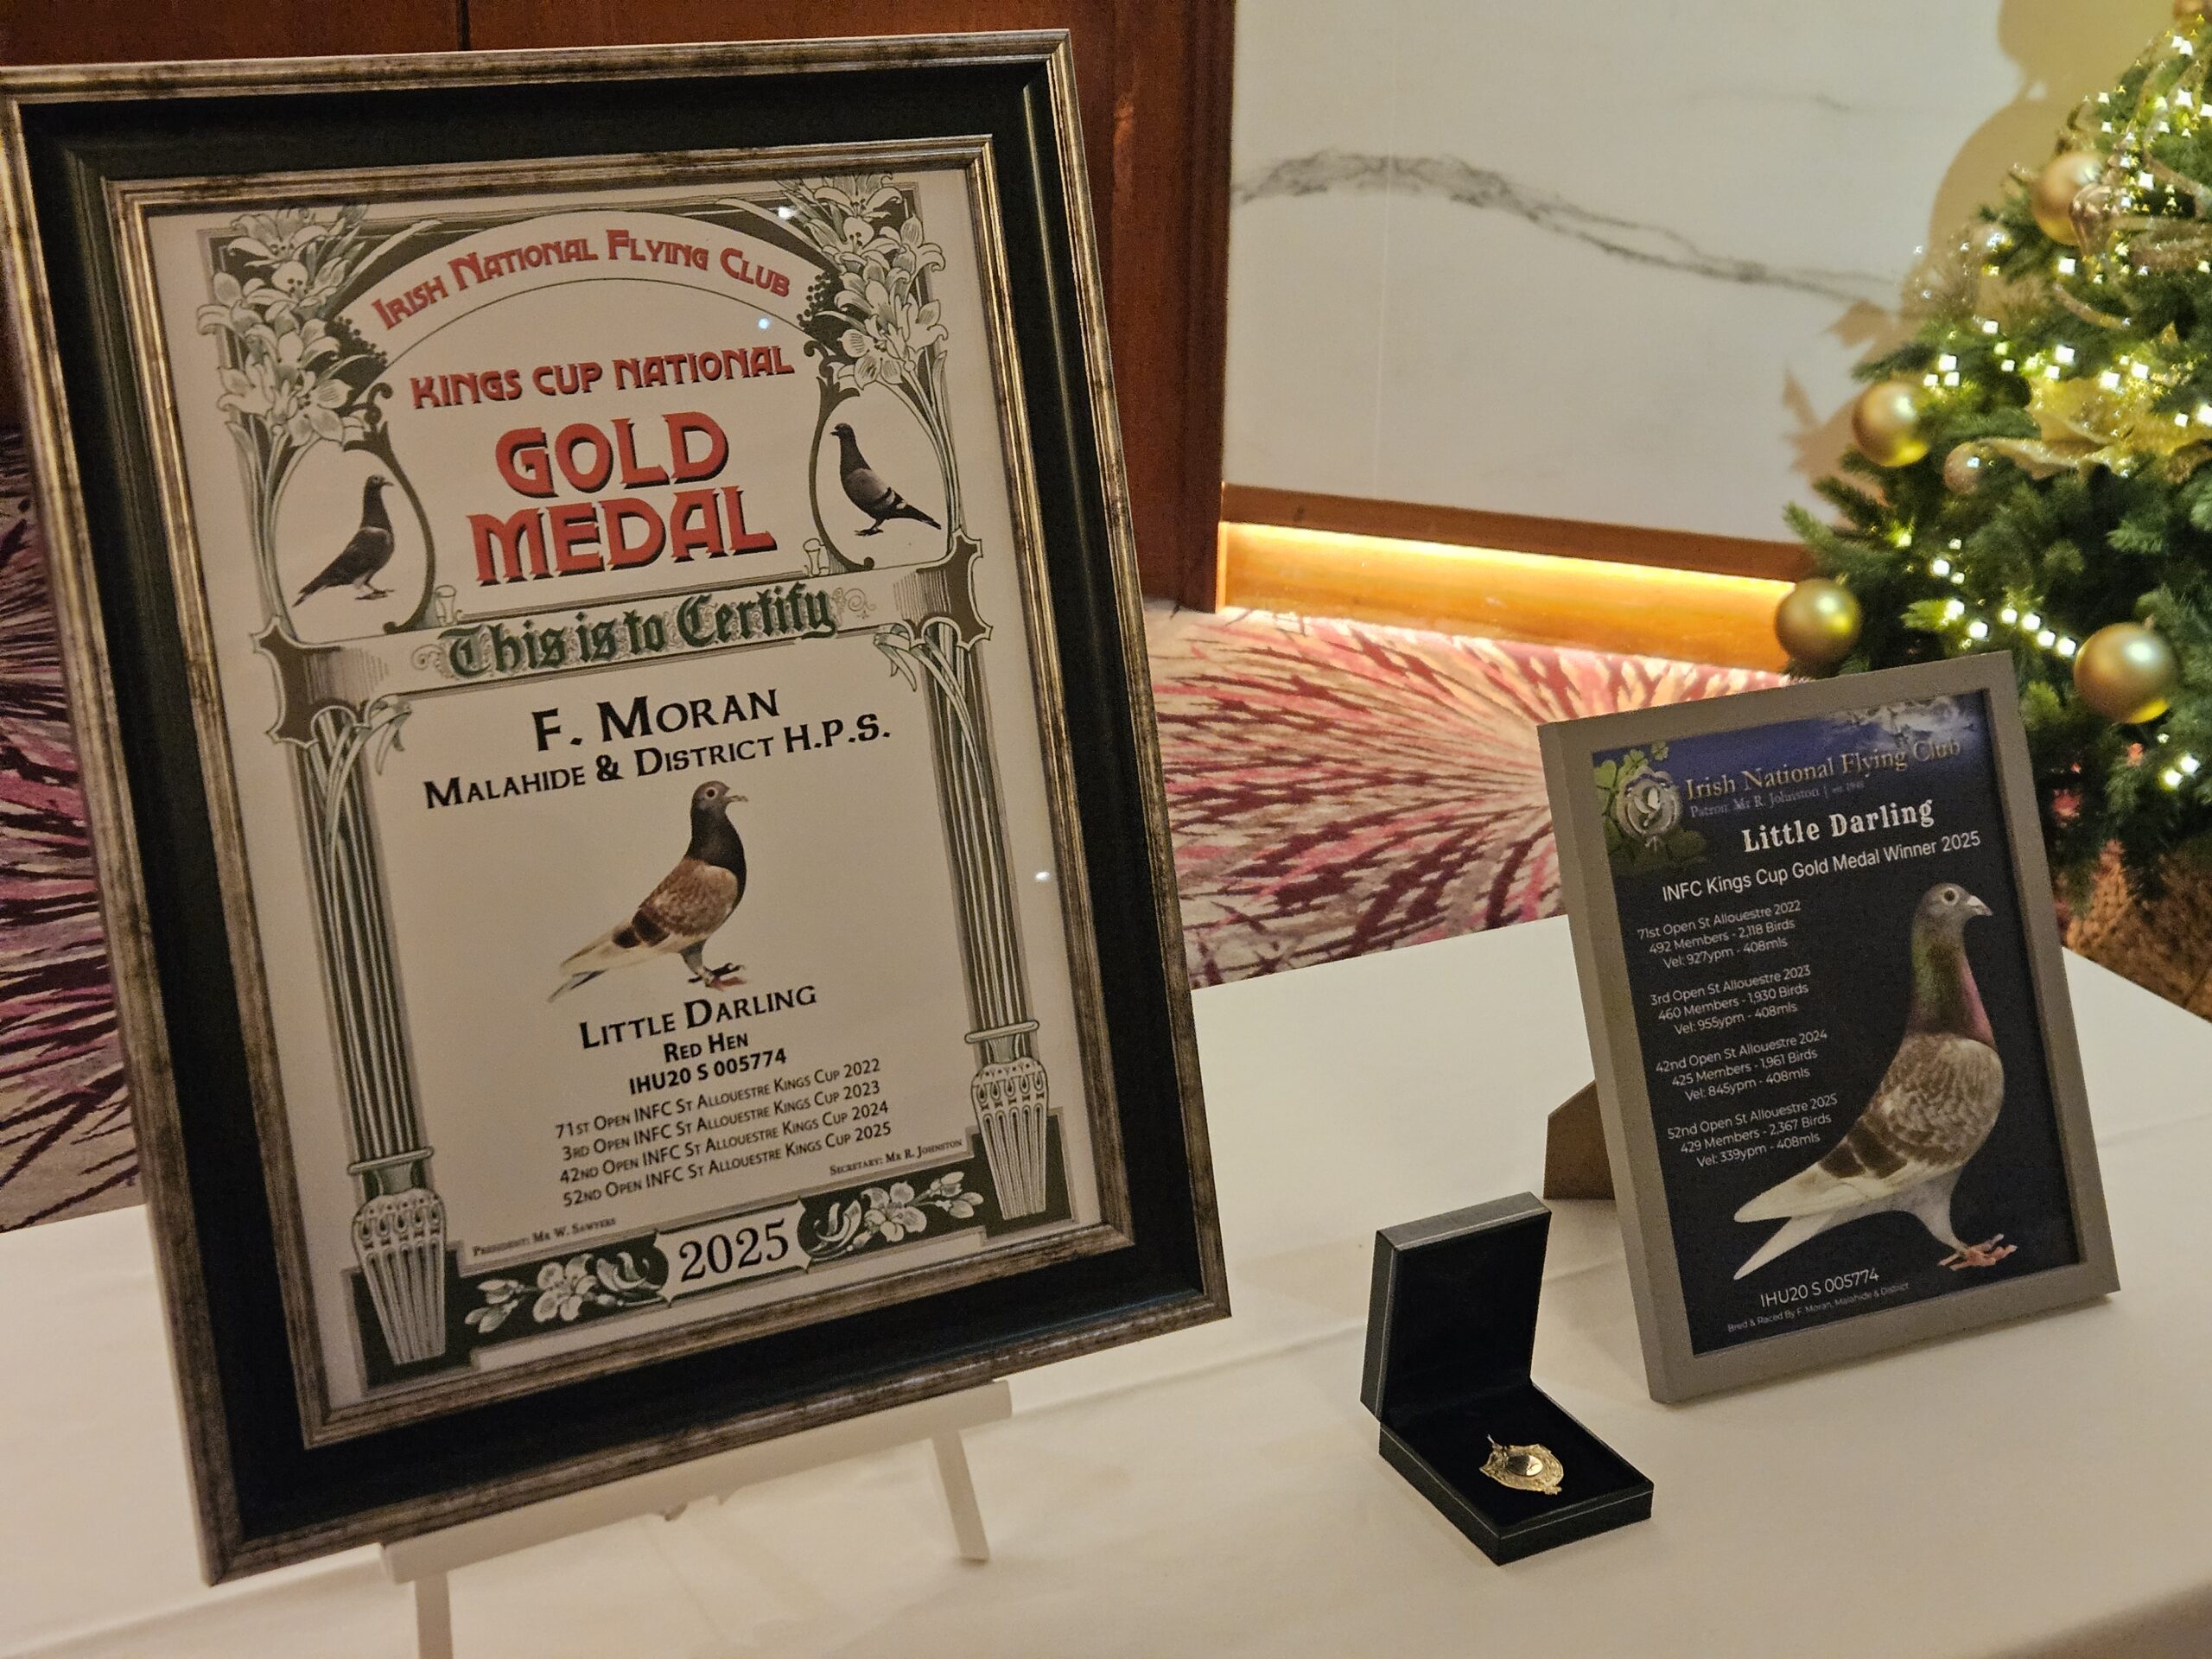 IRISH NATIONAL FLYING CLUB
KINGS CUP NATIONAL
GOLD
MEDAL
This is to Certify
F. MORAN
MALAHIDE & DISTRICT H.P.S.
LITTLE DARLING
RED HEN
IHU20 S 005774
71ST OPEN INFC ST ALLOUESTRE KINGS CUP 2022
3RD OPEN INFC ST ALLOUESTRE KINGS CUP 2023
42ND OPEN INFC ST ALLOUESTRE KINGS CUP 2024
52ND OPEN INFC ST ALLOUESTRE KINGS CUP 2025
SECRETARY: MR R. JOHNSTON
PRESIDENT: MR W. SAWYERS
2025
Irish National Flying Club
Patron: Mr R. Johnston | est. 1941
Little Darling
INFC Kings Cup Gold Medal Winner 2025
71st Open St Allouestre 2022
492 Members - 2,118 Birds
Vel: 927ypm - 408mls
3rd Open St Allouestre 2023
460 Members - 1,930 Birds
Vel: 955ypm - 408mls
42nd Open St Allouestre 2024
425 Members - 1,961 Birds
Vel: 845ypm - 408mls
52nd Open St Allouestre 2025
429 Members - 2,367 Birds
Vel: 339ypm - 408mls
IHU20 S 005774
Bred & Raced By F. Moran, Malahide & District